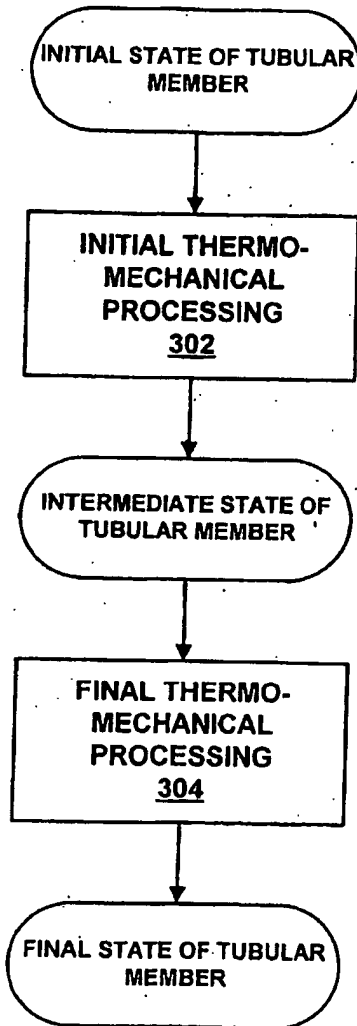 INITIAL STATE OF TUBULAR
MEMBER
INITIAL THERMO-
MECHANICAL
PROCESSING
302
INTERMEDIATE STATE OF
TUBULAR MEMBER
FINAL THERMO-
MECHANICAL
PROCESSING
304
FINAL STATE OF TUBULAR
MEMBER